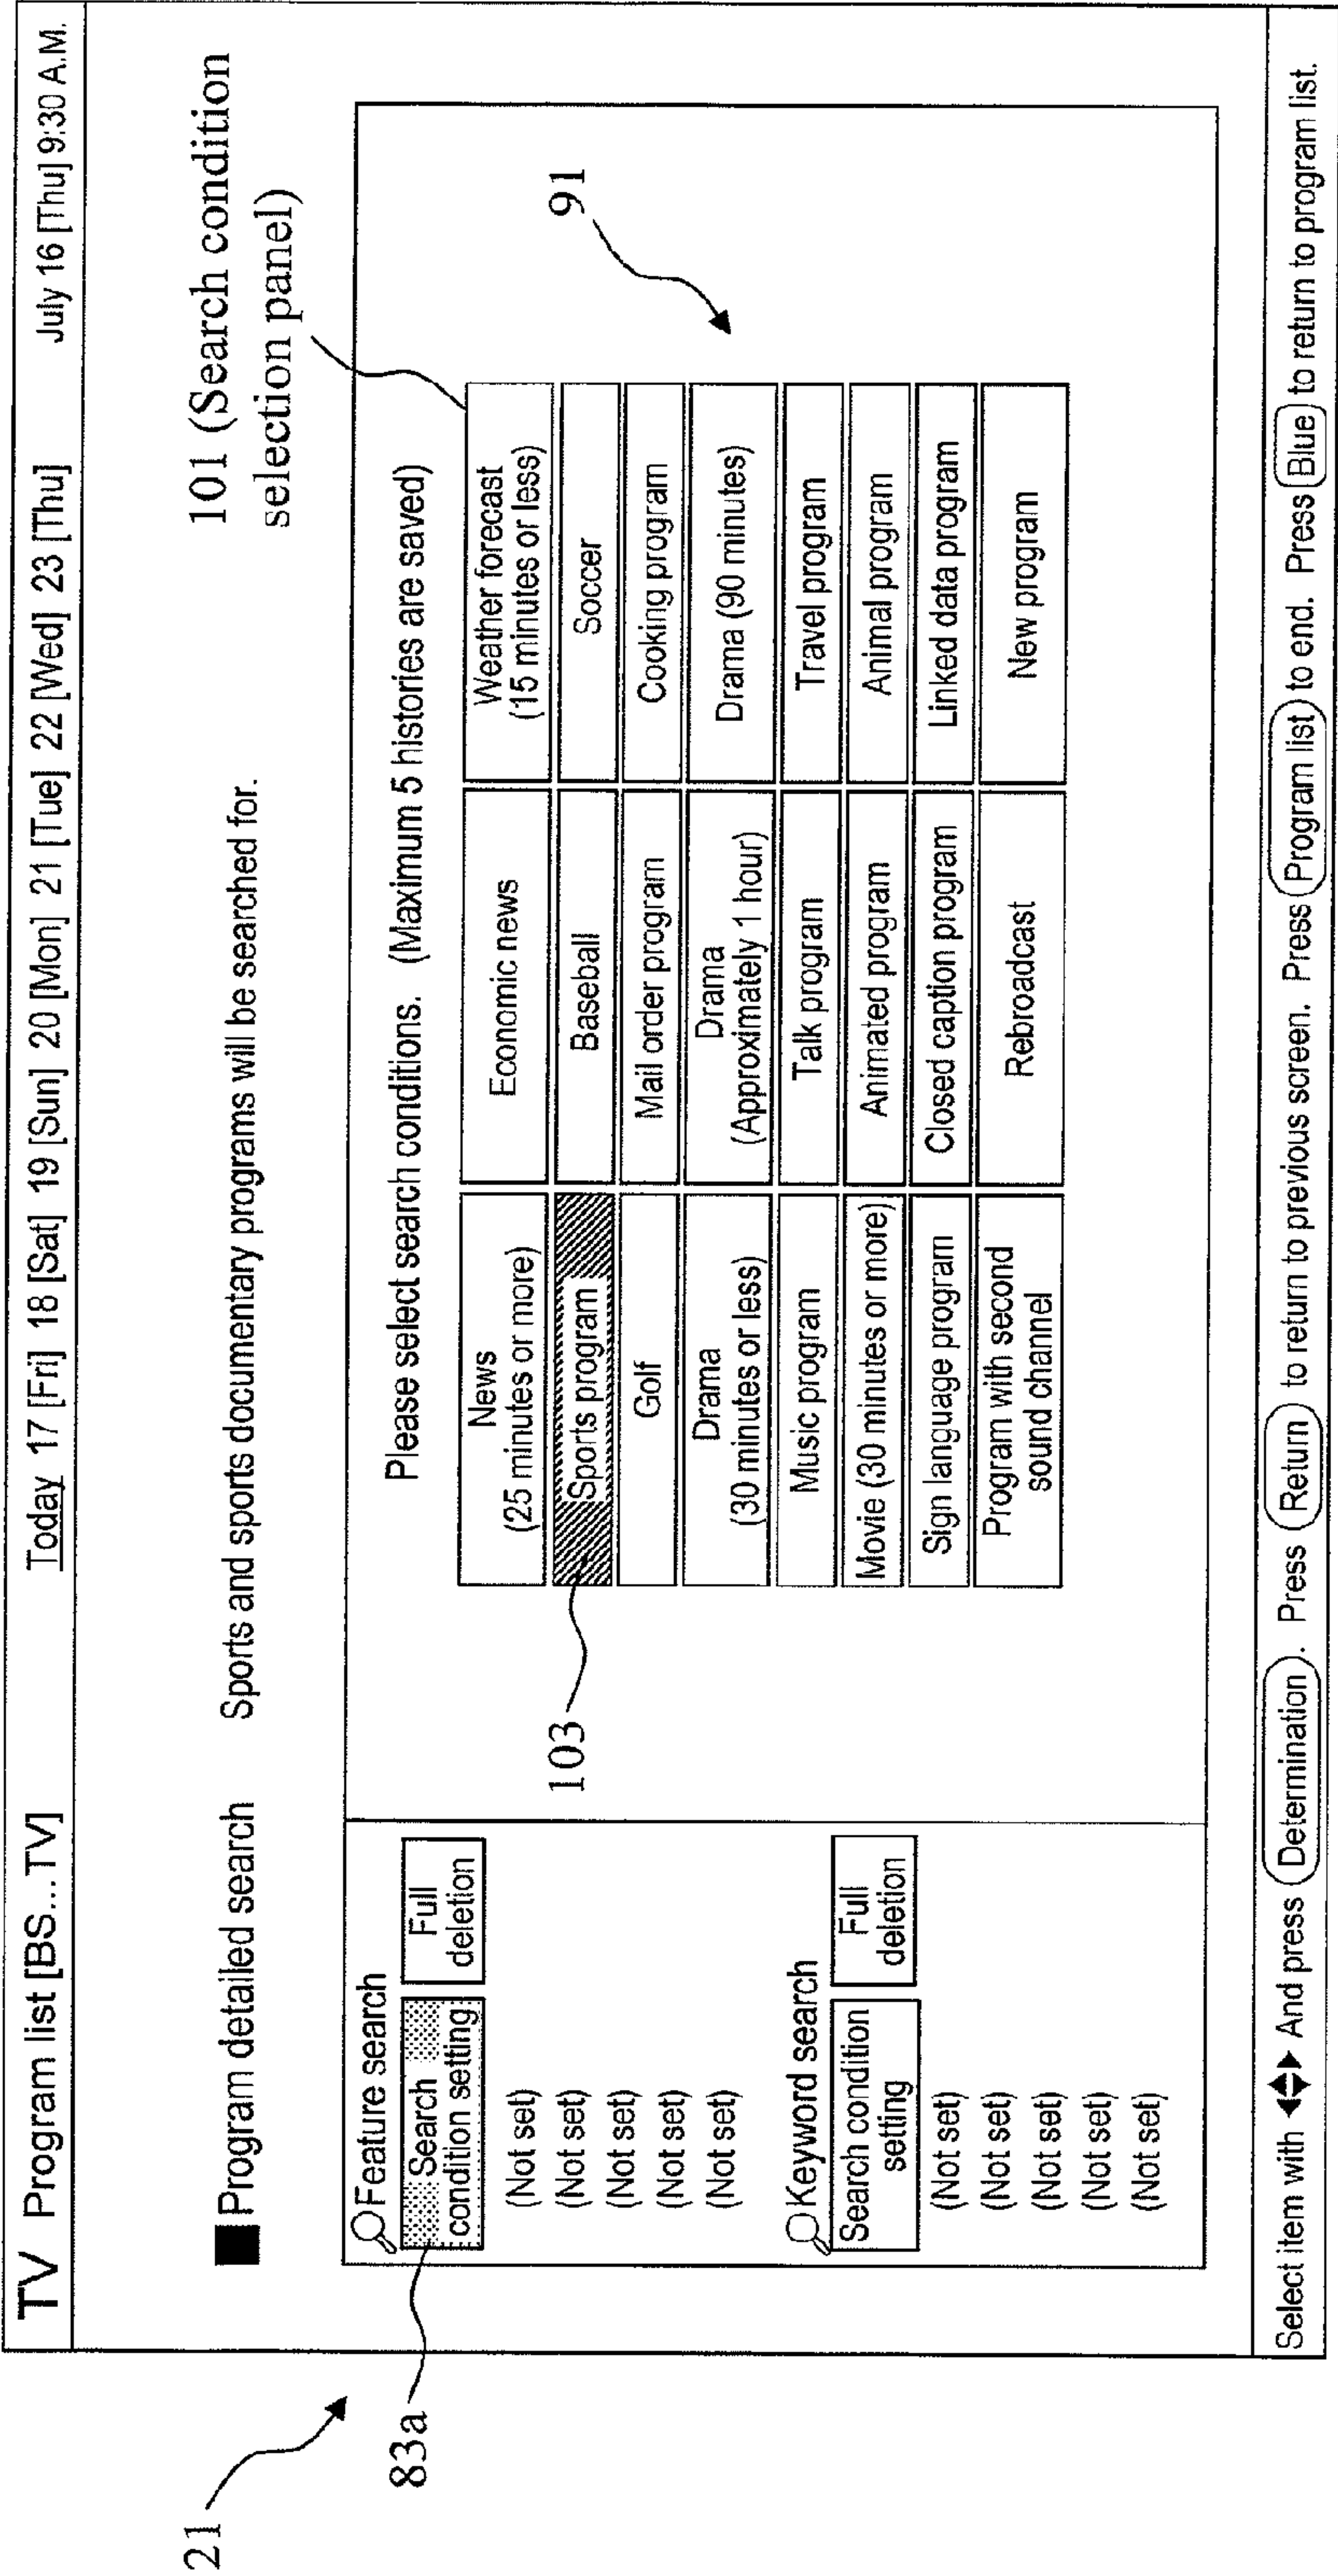 TV Program list [BS...TV] Today 17 [Fri] 18 [Sat] 19 [Sun] 20 [Mon] 21 [Tue] 22 [Wed] 23 [Thu] July 16 [Thu] 9:30 A.M.
21
101 (Search condition
selection panel)
Program detailed search Sports and sports documentary programs will be searched for.
83a
Feature search
Search
condition setting
Full
deletion
(Not set)
(Not set)
(Not set)
(Not set)
(Not set)
Keyword search
Search condition
setting
Full
deletion
(Not set)
(Not set)
(Not set)
(Not set)
(Not set)
Please select search conditions. (Maximum 5 histories are saved)
91
103
News
(25 minutes or more)
Economic news
Weather forecast
(15 minutes or less)
Sports program
Baseball
Soccer
Golf
Mail order program
Cooking program
Drama
(30 minutes or less)
Drama
(Approximately 1 hour)
Drama (90 minutes)
Music program
Talk program
Travel program
Movie (30 minutes or more)
Animated program
Animal program
Sign language program
Closed caption program
Linked data program
Program with second
sound channel
Rebroadcast
New program
Select item with And press Determination. Press Return to return to previous screen. Press Program list to end. Press Blue to return to program list.